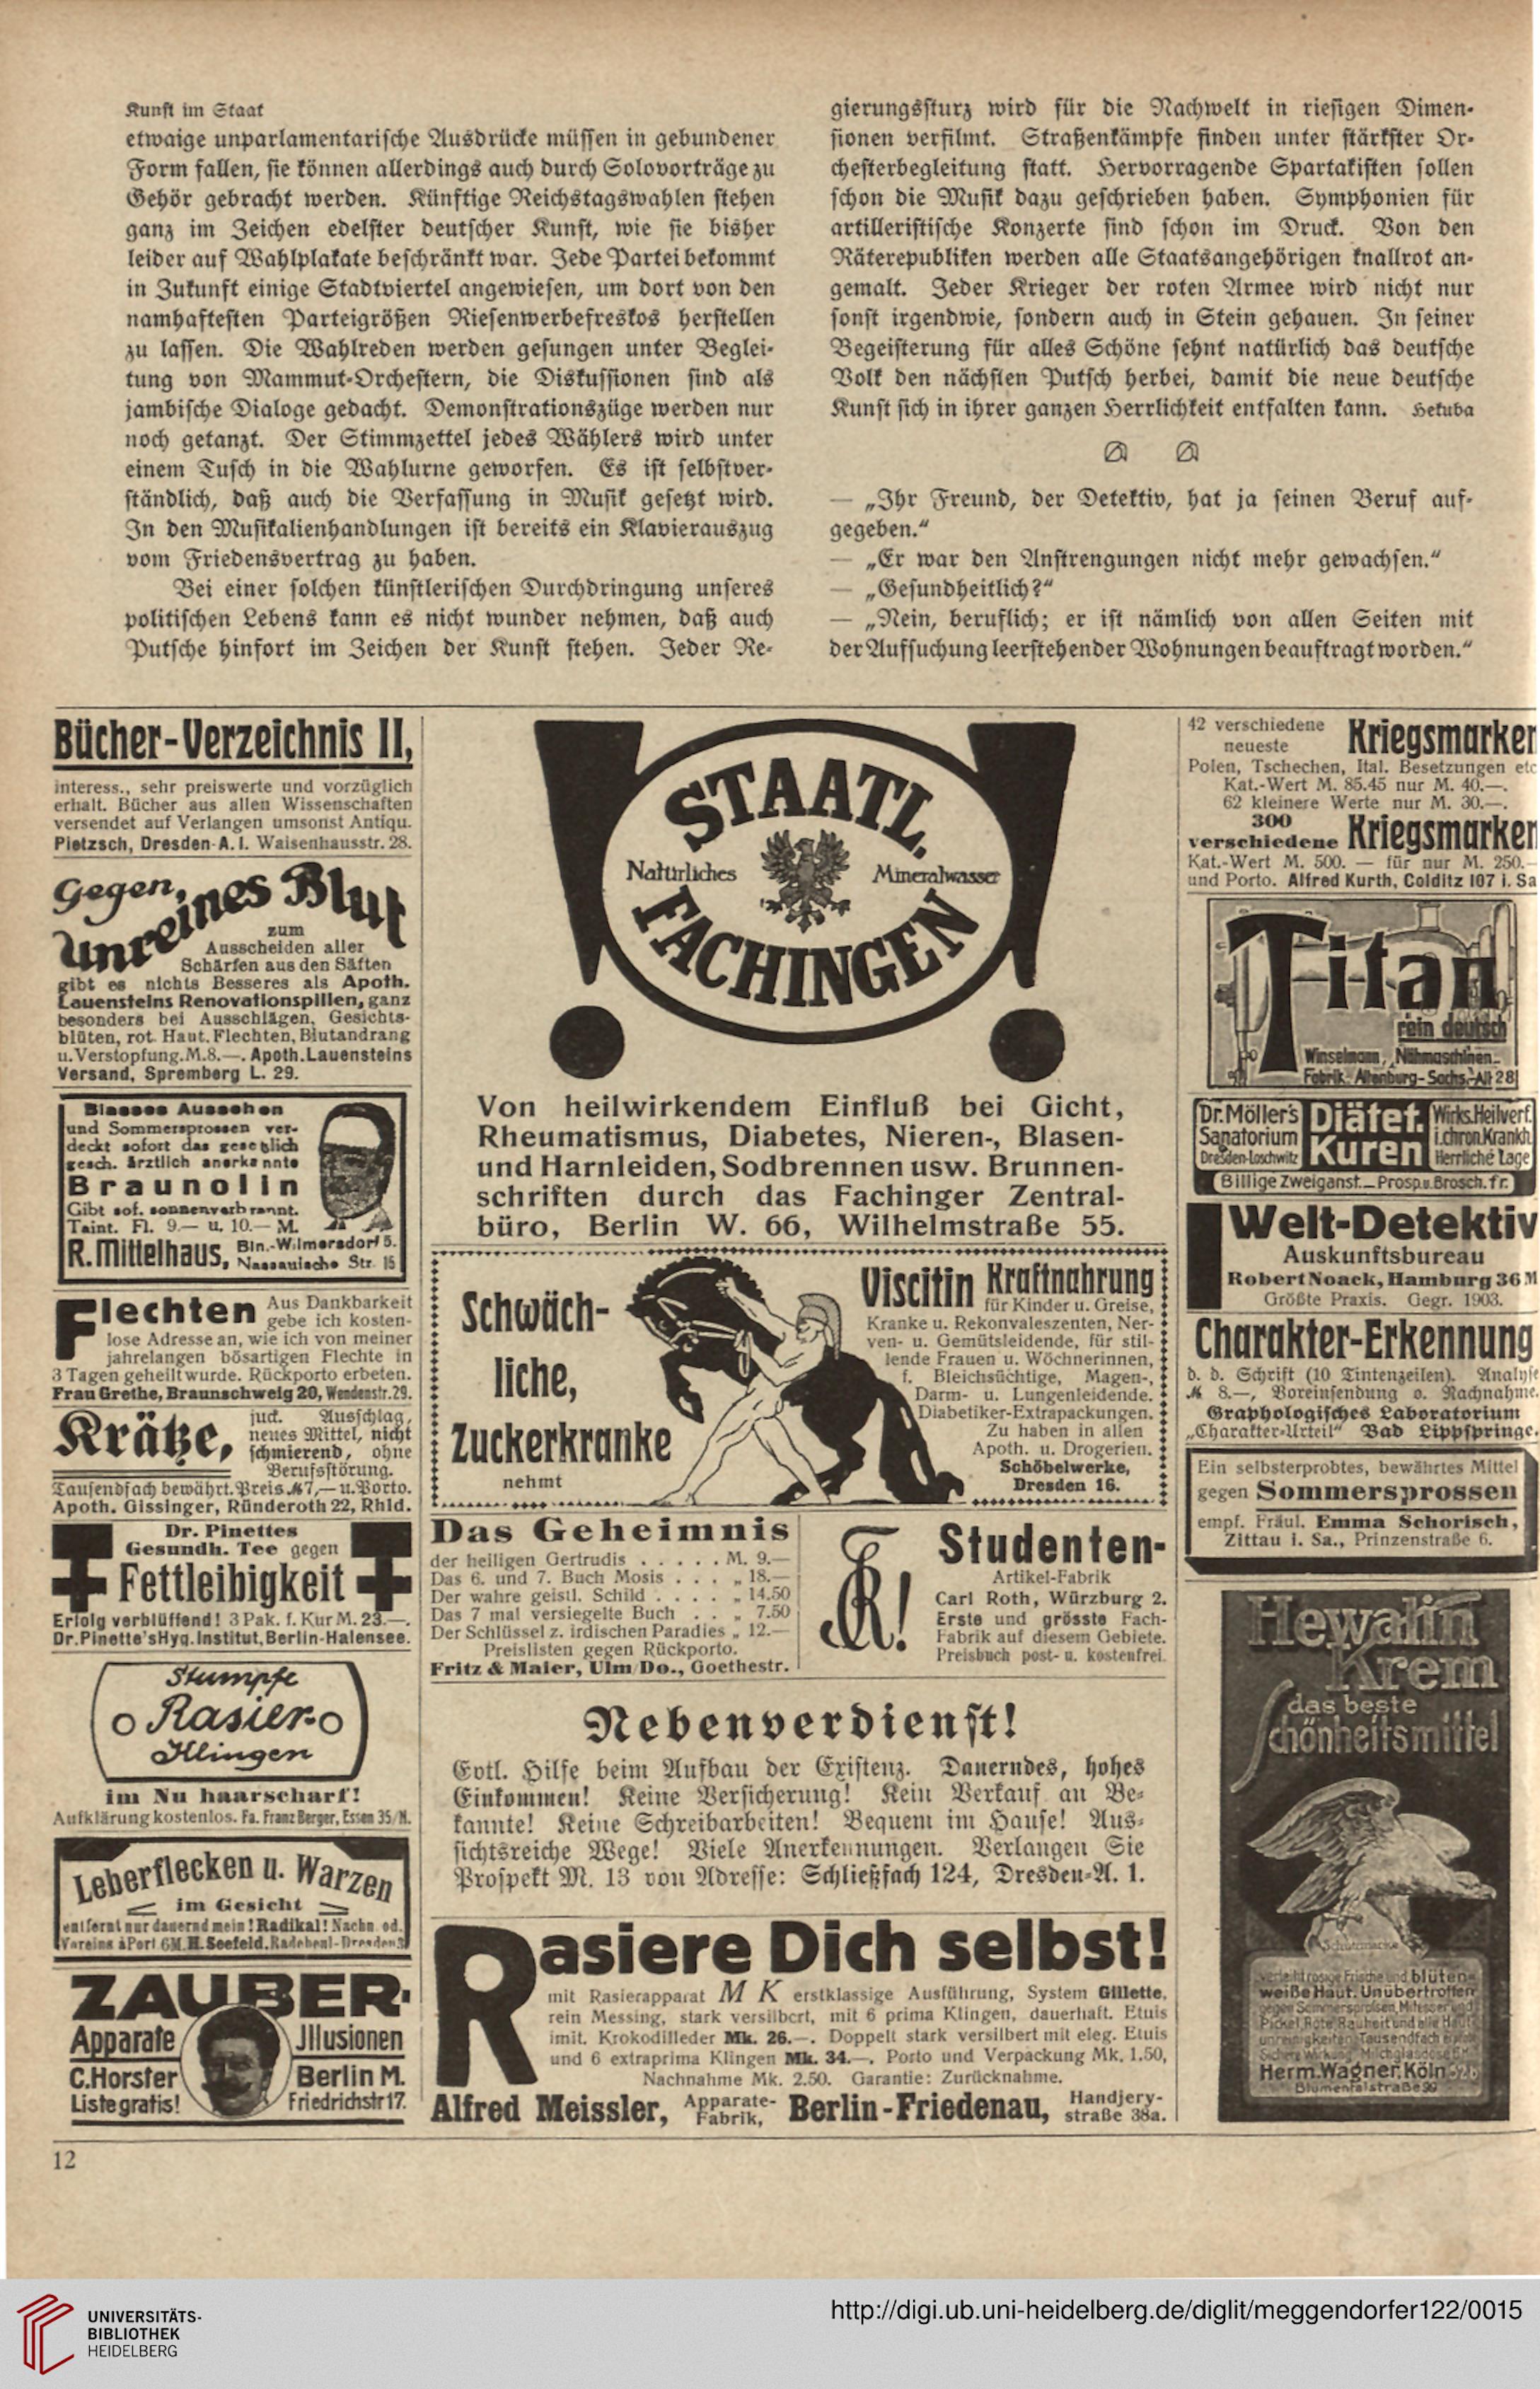 Kunst im Staat
etwaige unparlamentarische Ausdrücke müssen in gebundener
Form fallen, sie können allerdings auch durch Solovorträge zu
Gehör gebracht werden. Künftige Reichstagswahlen stehen
ganz im Zeichen edelster deutscher Kunst, wie sie bisher
leider auf Wahlplakate beschränkt war. Jede Partei bekommt
in Zukunft einige Stadtviertel angewiesen, um dort von den
namhaftesten Parteigrößen Riesenwerbefreskos herstellen
zu lassen. Die Wahlreden werden gesungen unter Beglei-
tung von Mammut-Orchestern, die Diskussionen sind als
jambische Dialoge gedacht. Demonstrationszüge werden nur
noch getanzt. Der Stimmzettel jedes Wählers wird unter
einem Tusch in die Wahlurne geworfen. Es ist selbstver-
ständlich, daß auch die Verfassung in Musik gesetzt wird.
In den Musikalienhandlungen ist bereits ein Klavierauszug
vom Friedensvertrag zu haben.
Bei einer solchen künstlerischen Durchdringung unseres
politischen Lebens kann es nicht wunder nehmen, daß auch
Putsche hinfort im Zeichen der Kunst stehen. Jeder Re-
gierungssturz wird für die Nachwelt in riesigen Dimen-
sionen verfilmt. Straßenkämpfe finden unter stärkster Or-
chesterbegleitung statt. Hervorragende Spartakisten sollen
schon die Musik dazu geschrieben haben. Symphonien für
artilleristische Konzerte sind schon im Druck. Von den
Räterepubliken werden alle Staatsangehörigen knallrot an-
gemalt. Jeder Krieger der roten Armee wird nicht nur
sonst irgendwie, sondern auch in Stein gehauen. In seiner
Begeisterung für alles Schöne sehnt natürlich das deutsche
Volk den nächsten Putsch herbei, damit die neue deutsche
Kunst sich in ihrer ganzen Herrlichkeit entfalten kann. Hekuba
— „Ihr Freund, der Detektiv, hat ja seinen Beruf auf-
gegeben.“
— „Er war den Anstrengungen nicht mehr gewachsen.“
— „Gesundheitlich?“
— „Nein, beruflich; er ist nämlich von allen Seiten mit
der Aufsuchung leerstehender Wohnungen beauftragt worden.“
Bücher-Verzeichnis II,
interess., sehr preiswerte und vorzüglich
erhalt. Bücher aus allen Wissenschaften
versendet auf Verlangen umsonst Antiqu.
Pietzsch, Dresden-A. I. Waisenhausstr. 28.
Gegen
Unreines Blut
zum
Ausscheiden aller
Schärfen aus den Säften
gibt es nichts Besseres als Apoth.
Lauensteins Renovationspillen, ganz
besonders bei Ausschlägen, Gesichts-
blüten, rot. Haut, Flechten, Blutandrang
u. Verstopfung. M. 8.—. Apoth. Lauensteins
Versand, Spremberg L. 29.
Blasses Aussehen
und Sommersprossen ver-
deckt sofort das gesetzlich
gesch. ärztlich anerkannte
Braunolin
Gibt sof. sonnenverbrannt.
Taint. Fl. 9.— u. 10.— M.
R. Mittelhaus, Bln.-Wilmersdorf 5.
Nassauische Str. 15
Flechten Aus Dankbarkeit
gebe ich kosten-
lose Adresse an, wie ich von meiner
jahrelangen bösartigen Flechte in
3 Tagen geheilt wurde. Rückporto erbeten.
Frau Grethe, Braunschweig 20, Wendenstr. 29.
Krätze, juck. Ausschlag,
neues Mittel, nicht
schmierend, ohne
Berufsstörung.
Tausendfach bewährt. Preis M 7,— u. Porto.
Apoth. Gissinger, Ründeroth 22, Rhld.
Dr. Pinettes
Gesundh. Tee gegen
Fettleibigkeit
Erfolg verblüffend! 3 Pak. f. Kur M. 23.—.
Dr. Pinette's Hyg. Institut, Berlin-Halensee.
Stumpfe
Rasier-
Klingen
im Nu haarscharf!
Aufklärung kostenlos. Fa. Franz Berger, Essen 35/H.
Leberflecken u. Warzen
im Gesicht
entfernt nur dauernd mein! Radikal! Nachn. od.
Voreins. à Port. 6 M. H. Seefeld, Radebeul-Dresden
ZAUBER-
Apparate Jllusionen
C. Horster Berlin M.
Liste gratis! Friedrichstr 17.
STAATL.
Natürliches Mineralwasser
FACHINGEN
Von heilwirkendem Einfluß bei Gicht,
Rheumatismus, Diabetes, Nieren-, Blasen-
und Harnleiden, Sodbrennen usw. Brunnen-
schriften durch das Fachinger Zentral-
büro, Berlin W. 66, Wilhelmstraße 55.
Schwäch-
liche,
Zuckerkranke
nehmt
Viscitin Kraftnahrung
für Kinder u. Greise,
Kranke u. Rekonvaleszenten, Ner-
ven- u. Gemütsleidende, für stil-
lende Frauen u. Wöchnerinnen,
f. Bleichsüchtige, Magen-,
Darm- u. Lungenleidende.
Diabetiker-Extrapackungen.
Zu haben in allen
Apoth. u. Drogerien.
Schöbelwerke,
Dresden 16.
Das Geheimnis
der heiligen Gertrudis . . . . . M. 9.—
Das 6. und 7. Buch Mosis . . . „ 18.—
Der wahre geistl. Schild . . . . „ 14.50
Das 7 mal versiegelte Buch . . „ 7.50
Der Schlüssel z. irdischen Paradies „ 12.—
Preislisten gegen Rückporto.
Fritz & Maier, Ulm/Do., Goethestr.
Studenten-
Artikel-Fabrik
Carl Roth, Würzburg 2.
Erste und grösste Fach-
Fabrik auf diesem Gebiete.
Preisbuch post- u. kostenfrei.
Nebenverdienst!
Evtl. Hilfe beim Aufbau der Existenz. Dauerndes, hohes
Einkommen! Keine Versicherung! Kein Verkauf an Be-
kannte! Keine Schreibarbeiten! Bequem im Hause! Aus-
sichtsreiche Wege! Viele Anerkennungen. Verlangen Sie
Prospekt M. 13 von Adresse: Schließfach 124, Dresden-A. 1.
Rasiere Dich selbst!
mit Rasierapparat M K erstklassige Ausführung, System Gillette,
rein Messing, stark versilbert, mit 6 prima Klingen, dauerhaft. Etuis
imit. Krokodilleder Mk. 26.—. Doppelt stark versilbert mit eleg. Etuis
und 6 extraprima Klingen Mk. 34.—. Porto und Verpackung Mk. 1.50,
Nachnahme Mk. 2.50. Garantie: Zurücknahme.
Alfred Meissler, Apparate-Fabrik, Berlin-Friedenau, Handjery-straße 38a.
42 verschiedene
neueste Kriegsmarken
Polen, Tschechen, Ital. Besetzungen etc
Kat.-Wert M. 85.45 nur M. 40.—.
62 kleinere Werte nur M. 30.—.
300
verschiedene Kriegsmarken
Kat.-Wert M. 500. — für nur M. 250.—
und Porto. Alfred Kurth, Colditz 107 i. Sa
Titan
rein deutsch
Winselmann, Nähmaschinen-
Fabrik. Altenburg-Sachs.-Alt 28
Dr. Möller's
Sanatorium
Dresden-Loschwitz
Diätet.
Kuren
Wirks. Heilverf.
i. chron. Krankh.
Herrliche Lage
Billige Zweiganst. — Prosp. u. Brosch. fr.
Welt-Detektiv
Auskunftsbureau
Robert Noack, Hamburg 36 M
Größte Praxis. Gegr. 1903.
Charakter-Erkennung
d. d. Schrift (10 Tintenzeilen). Analyse
M 8.—, Voreinsendung o. Nachnahme.
Graphologisches Laboratorium
„Charakter-Urteil“ Bad Lippspringe.
Ein selbsterprobtes, bewährtes Mittel
gegen Sommersprossen
empf. Fräul. Emma Schorisch,
Zittau i. Sa., Prinzenstraße 6.
Hewalin
Krem
das beste
Schönheitsmittel
Schutzmarke
verleiht rosige Frische und blüten-
weiße Haut. Unübertroffen
gegen Sommersprossen, Mitesser und
Pickel, Rote, Rauheit und alle Haut-
unreinigkeiten. Tausendfach
Herm. Wagner. Köln
Blumentalstraße 99
12
UNIVERSITÄTS-
BIBLIOTHEK
HEIDELBERG
http://digi.ub.uni-heidelberg.de/diglit/meggendorfer122/0015